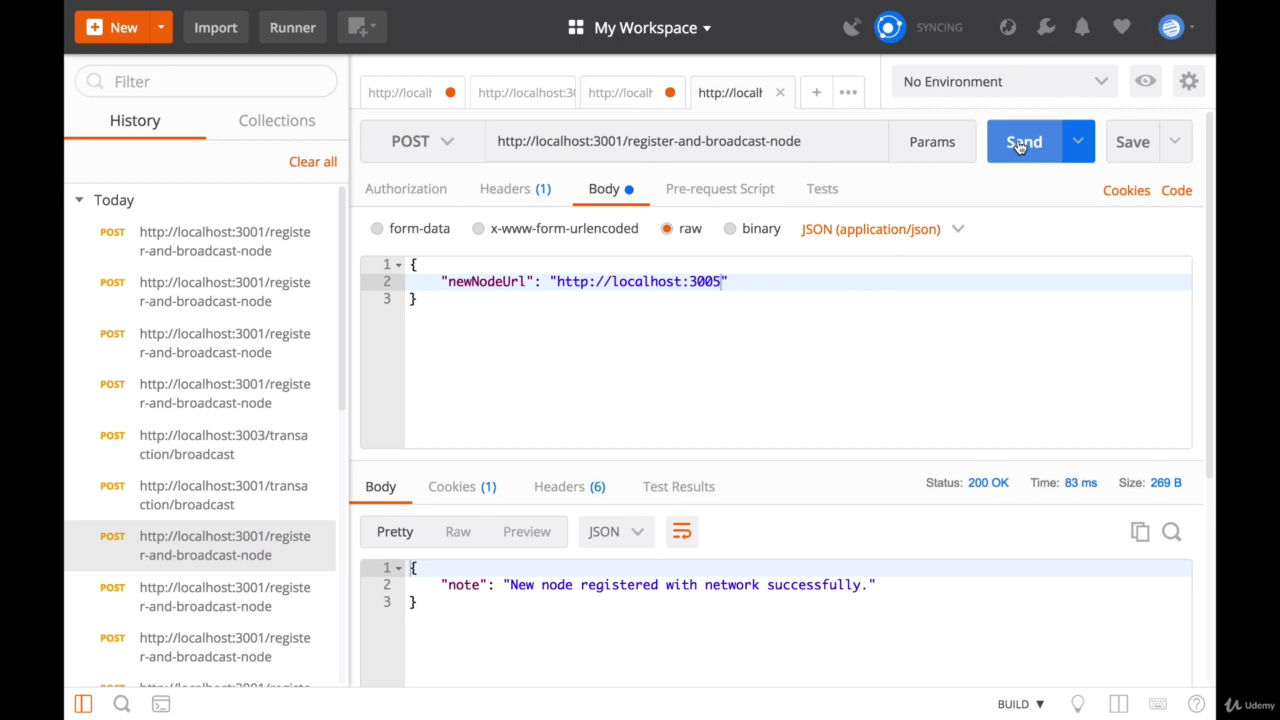 New
Import
Runner
My Workspace
SYNCING
Filter
History
Collections
Clear all
Today
POST http://localhost:3001/registe
r-and-broadcast-node
POST http://localhost:3001/registe
r-and-broadcast-node
POST http://localhost:3001/registe
r-and-broadcast-node
POST http://localhost:3001/registe
r-and-broadcast-node
POST http://localhost:3003/transa
ction/broadcast
POST http://localhost:3001/transa
ction/broadcast
POST http://localhost:3001/registe
r-and-broadcast-node
POST http://localhost:3001/registe
r-and-broadcast-node
POST http://localhost:3001/registe
r-and-broadcast-node
http://locall
http://localhost:30
http://locall
http://locall
No Environment
POST
http://localhost:3001/register-and-broadcast-node
Params
Send
Save
Authorization
Headers (1)
Body
Pre-request Script
Tests
Cookies
Code
form-data
x-www-form-urlencoded
raw
binary
JSON (application/json)
1 {
2 "newNodeUrl": "http://localhost:3005"
3 }
Body
Cookies (1)
Headers (6)
Test Results
Status: 200 OK
Time: 83 ms
Size: 269 B
Pretty
Raw
Preview
JSON
1 {
2 "note": "New node registered with network successfully."
3 }
BUILD
Udemy